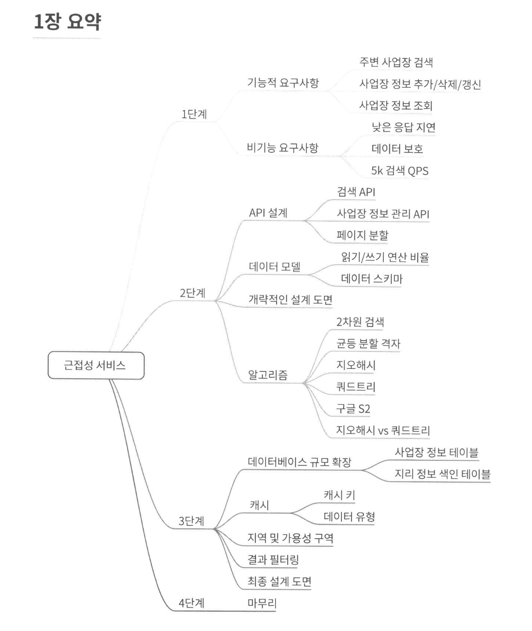 1장 요약
근접성 서비스
1단계
기능적 요구사항
주변 사업장 검색
사업장 정보 추가/삭제/갱신
사업장 정보 조회
비기능 요구사항
낮은 응답 지연
데이터 보호
5k 검색 QPS
2단계
API 설계
검색 API
사업장 정보 관리 API
페이지 분할
데이터 모델
읽기/쓰기 연산 비율
데이터 스키마
개략적인 설계 도면
알고리즘
2차원 검색
균등 분할 격자
지오해시
쿼드트리
구글 S2
지오해시 vs 쿼드트리
3단계
데이터베이스 규모 확장
사업장 정보 테이블
지리 정보 색인 테이블
캐시
캐시 키
데이터 유형
지역 및 가용성 구역
결과 필터링
최종 설계 도면
4단계
마무리